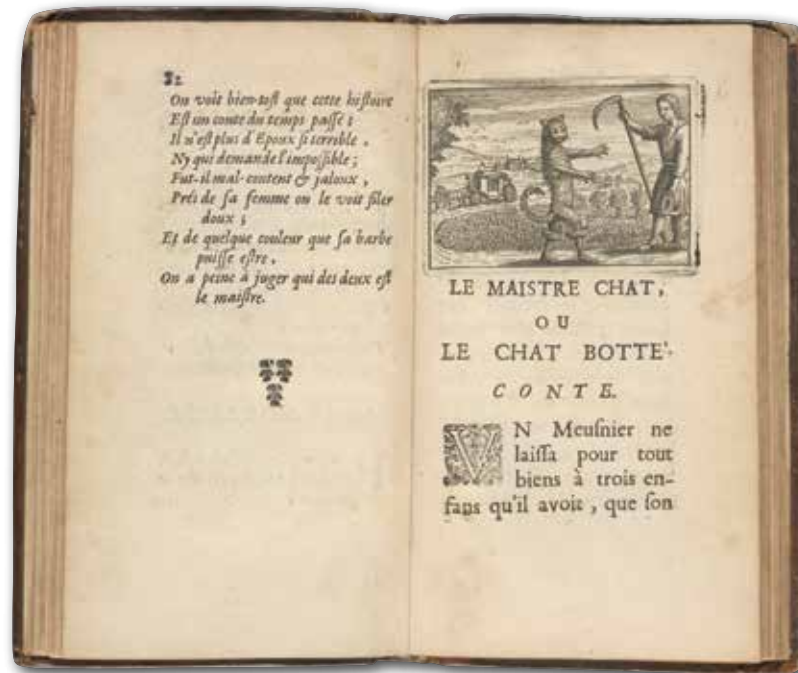 82
On voit bien-tost que cette histoire
Est un conte du temps passé ;
Il n'est plus d'Epoux si terrible ,
Ny qui demande l'impossible ;
Fut-il mal-content & jaloux ,
Prés de sa femme on le voit filer
doux ;
Et de quelque couleur que sa barbe
puisse estre ,
On a peine à juger qui des deux est
le maistre.
LE MAISTRE CHAT,
OU
LE CHAT BOTTE'.
CONTE.
VN Meusnier ne
laissa pour tout
biens à trois en-
fans qu'il avoit , que son